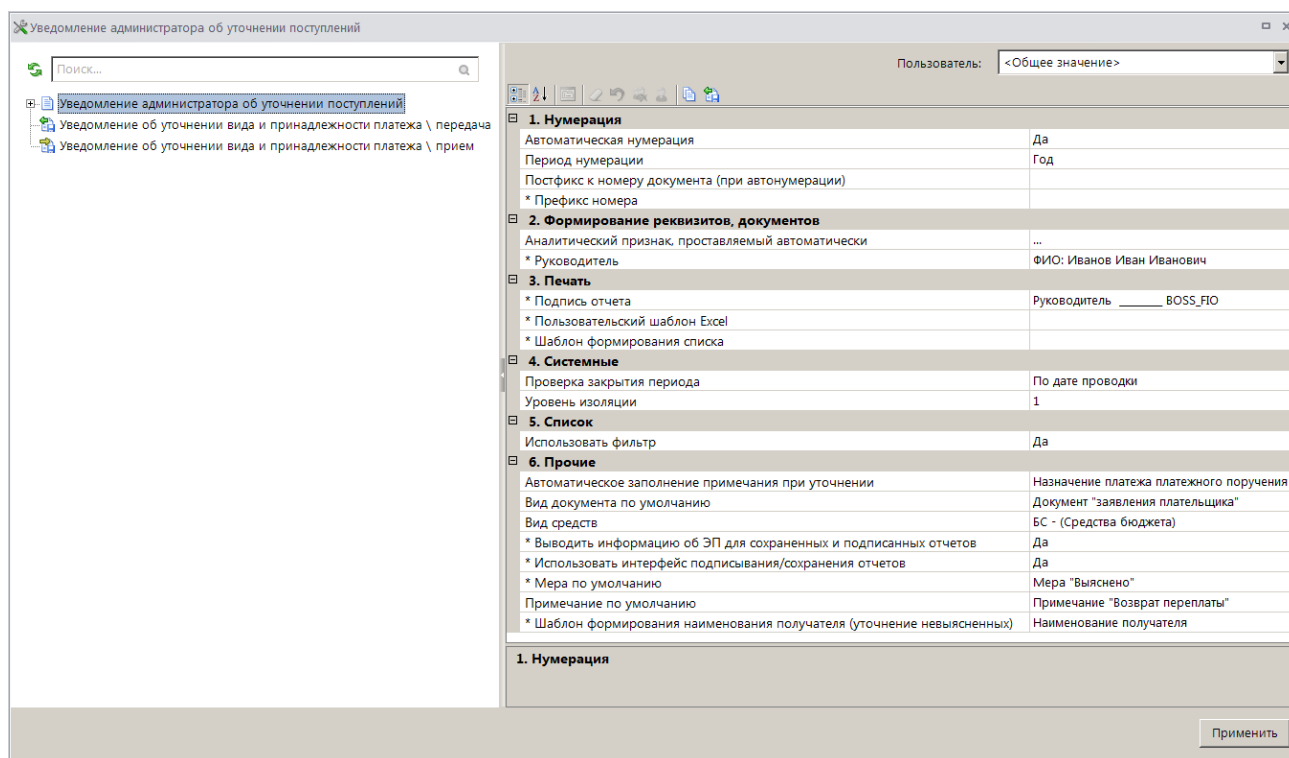 Уведомление администратора об уточнении поступлений
Поиск...
Уведомление администратора об уточнении поступлений
Уведомление об уточнении вида и принадлежности платежа \ передача
Уведомление об уточнении вида и принадлежности платежа \ прием
Пользователь: <Общее значение>
1. Нумерация
Автоматическая нумерация Да
Период нумерации Год
Постфикс к номеру документа (при автонумерации)
* Префикс номера
2. Формирование реквизитов, документов
Аналитический признак, проставляемый автоматически ...
* Руководитель ФИО: Иванов Иван Иванович
3. Печать
* Подпись отчета Руководитель _______ BOSS_FIO
* Пользовательский шаблон Excel
* Шаблон формирования списка
4. Системные
Проверка закрытия периода По дате проводки
Уровень изоляции 1
5. Список
Использовать фильтр Да
6. Прочие
Автоматическое заполнение примечания при уточнении Назначение платежа платежного поручения
Вид документа по умолчанию Документ "заявления плательщика"
Вид средств БС - (Средства бюджета)
* Выводить информацию об ЭП для сохраненных и подписанных отчетов Да
* Использовать интерфейс подписывания/сохранения отчетов Да
* Мера по умолчанию Мера "Выяснено"
Примечание по умолчанию Примечание "Возврат переплаты"
* Шаблон формирования наименования получателя (уточнение невыясненных) Наименование получателя
1. Нумерация
Применить